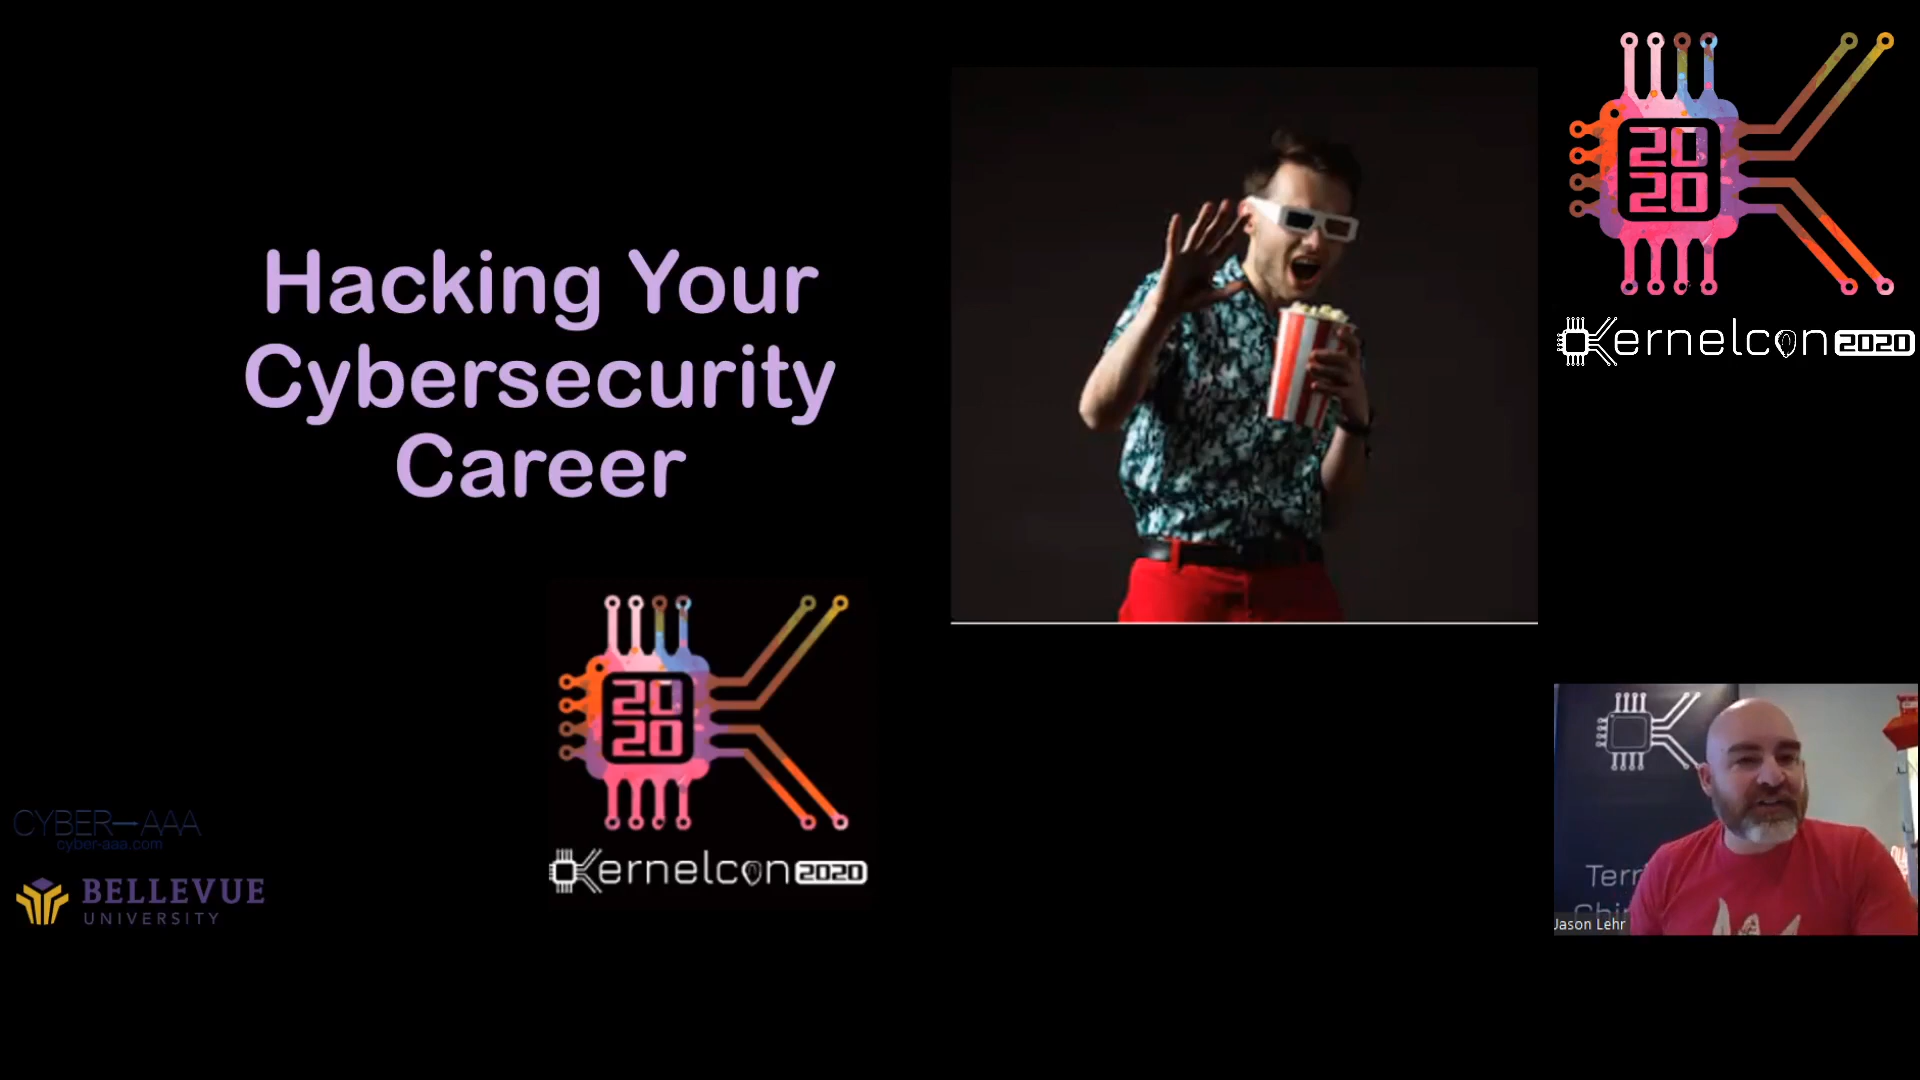 Hacking Your
Cybersecurity
Career
20
20
Kernelcon 2020
20
20
Kernelcon 2020
CYBER—AAA
cyber-aaa.com
BELLEVUE
UNIVERSITY
Jason Lehr